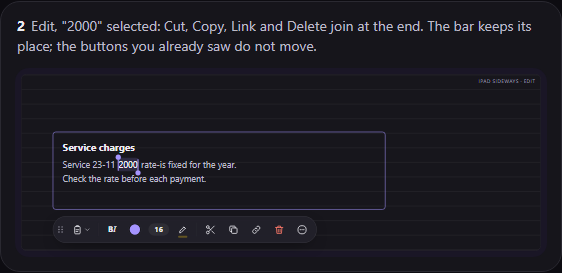 2 Edit, "2000" selected: Cut, Copy, Link and Delete join at the end. The bar keeps its
place; the buttons you already saw do not move.
IPAD SIDEWAYS · EDIT
Service charges
Service 23-11 2000 rate-is fixed for the year.
Check the rate before each payment.
BI 16